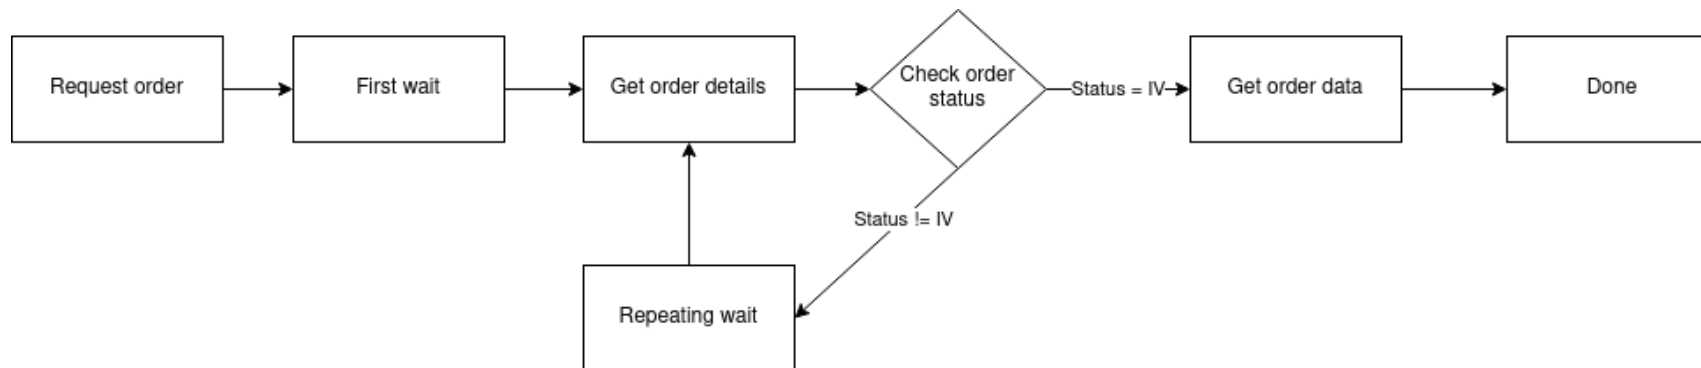 Request order
First wait
Get order details
Check order
status
Status = IV
Get order data
Done
Status != IV
Repeating wait